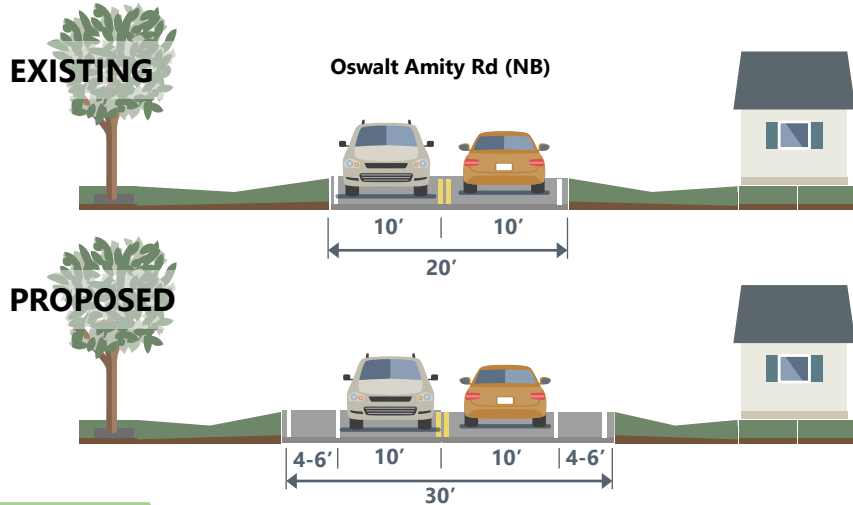 EXISTING
Oswalt Amity Rd (NB)
10’ 10’
20’
PROPOSED
4-6’ 10’ 10’ 4-6’
30’